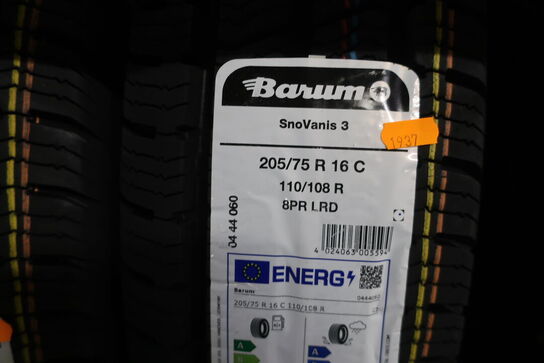 Barum
SnoVanis 3
1937
205/75 R 16 C
110/108 R
8PR LRD
04 44 060
4 024063 005594
ENERG
Barum
0444060
205/75 R 16 C 110/108 R
A
A